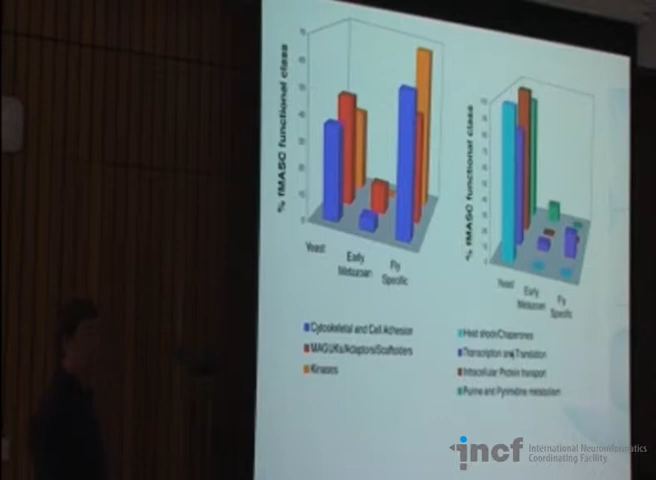 % fMASC functional class
Yeast
Early
Metazoan
Fly
Specific
Cytoskeletal and Cell Adhesion
MAGUKs/Adaptors/Scaffolders
Kinases
% fMASC functional class
Yeast
Early
Metazoan
Fly
Specific
Heat shock/Chaperones
Transcription and Translation
Intracellular Protein transport
Purine and Pyrimidine metabolism
incf
International Neuroinformatics
Coordinating Facility